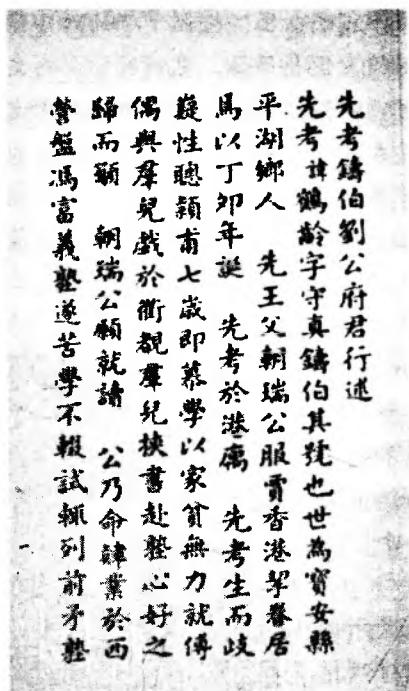 先考鑄伯劉公府君行述
先考諱鶴齡字守真鑄伯其號也世為寶安縣
平湖鄉人　先王父朝瑞公服賈香港挈眷居
焉以丁卯年誕　先考於港寓　先考生而歧
嶷性聰穎甫七歲即慕學以家貧無力就傅
偶與羣兒戲於衢覩羣兒挾書赴塾心好之
歸而籲　朝瑞公願就讀　公乃命肄業於西
營盤馮富義塾遂苦學不輟試輒列前矛塾